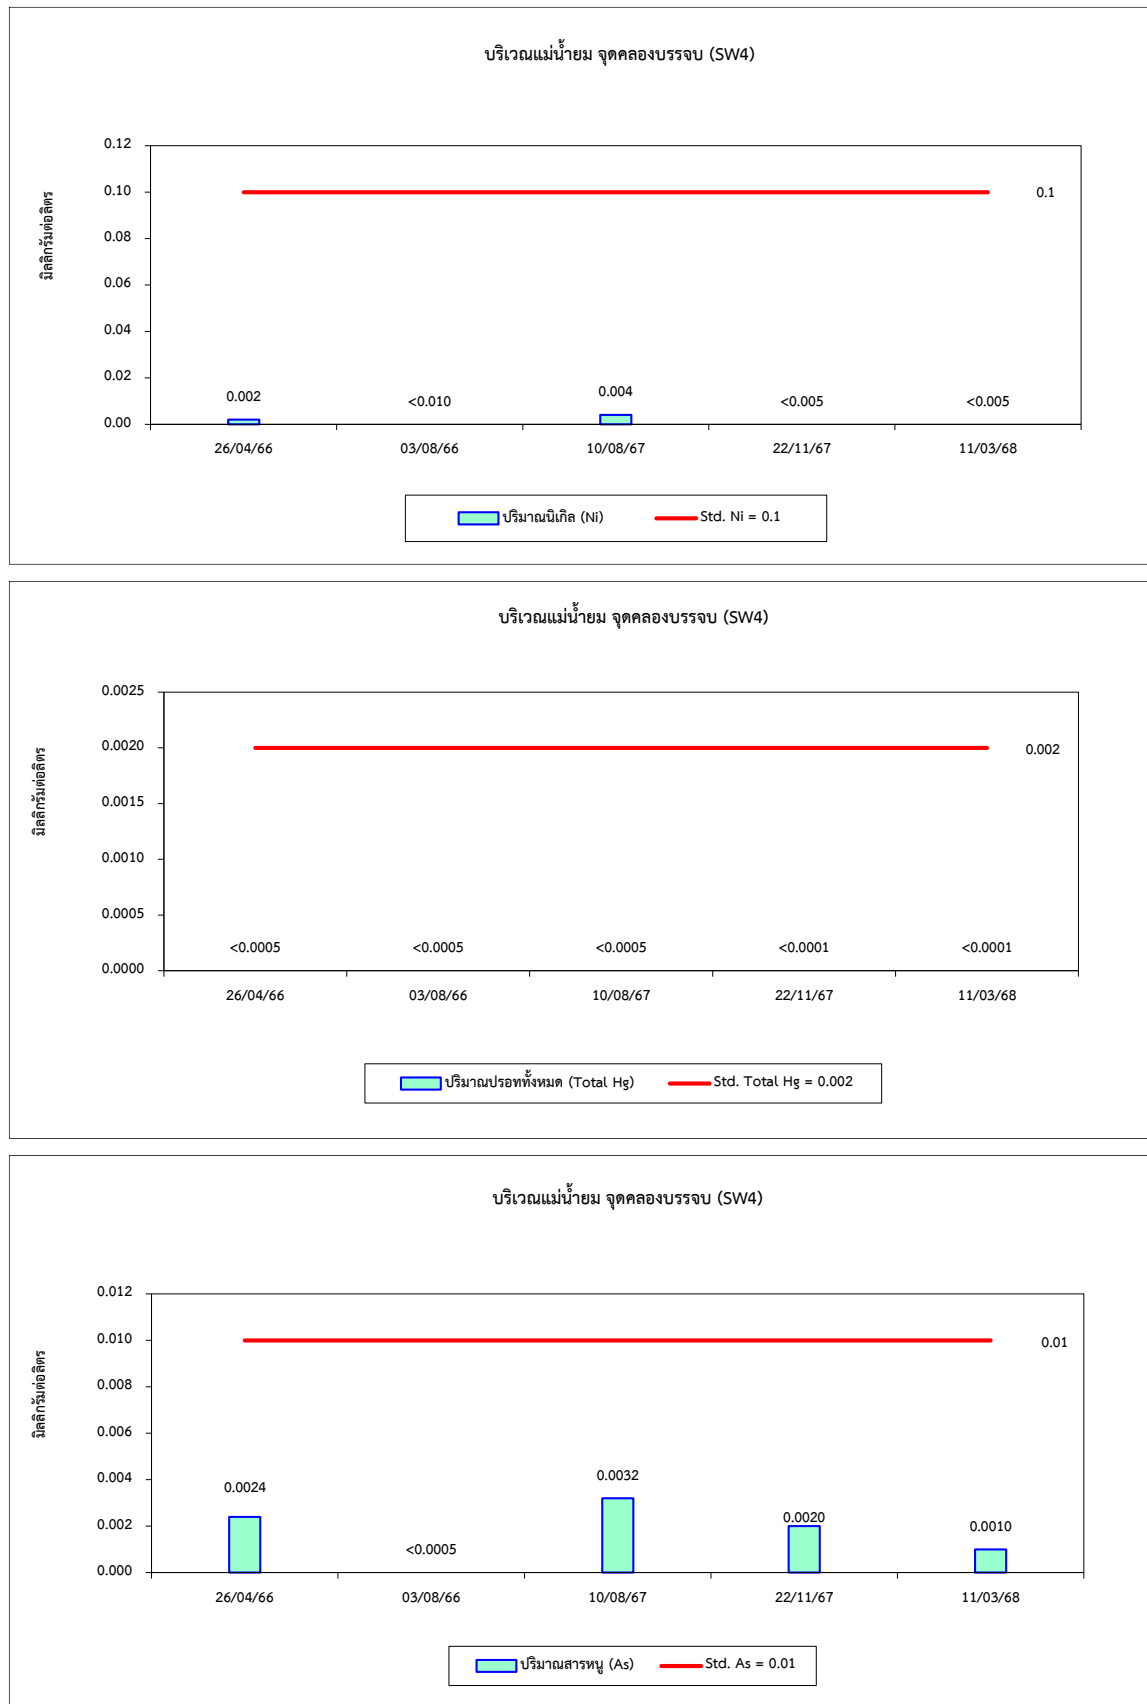 บริเวณแม่น้ำยม จุดคลองบรรจบ (SW4)
มิลลิกรัมต่อลิตร
0.12
0.10
0.08
0.06
0.04
0.02
0.00
0.1
0.002
<0.010
0.004
<0.005
<0.005
26/04/66 03/08/66 10/08/67 22/11/67 11/03/68
ปริมาณนิเกิล (Ni) Std. Ni = 0.1
บริเวณแม่น้ำยม จุดคลองบรรจบ (SW4)
มิลลิกรัมต่อลิตร
0.0025
0.0020
0.0015
0.0010
0.0005
0.0000
0.002
<0.0005 <0.0005 <0.0005 <0.0001 <0.0001
26/04/66 03/08/66 10/08/67 22/11/67 11/03/68
ปริมาณปรอททั้งหมด (Total Hg) Std. Total Hg = 0.002
บริเวณแม่น้ำยม จุดคลองบรรจบ (SW4)
มิลลิกรัมต่อลิตร
0.012
0.010
0.008
0.006
0.004
0.002
0.000
0.01
0.0024
<0.0005
0.0032
0.0020
0.0010
26/04/66 03/08/66 10/08/67 22/11/67 11/03/68
ปริมาณสารหนู (As) Std. As = 0.01